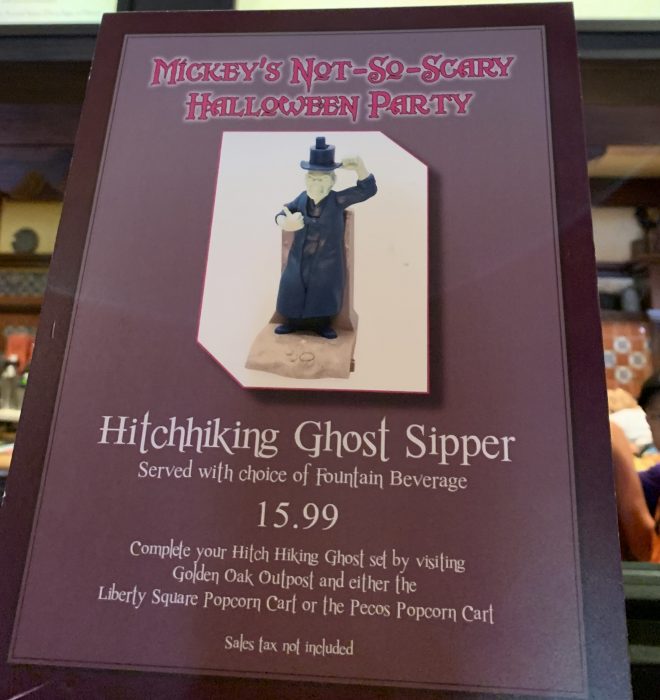 Mickey's Not-So-Scary
Halloween Party
Hitchhiking Ghost Sipper
Served with choice of Fountain Beverage
15.99
Complete your Hitch Hiking Ghost set by visiting
Golden Oak Outpost and either the
Liberty Square Popcorn Cart or the Pecos Popcorn Cart
Sales tax not included